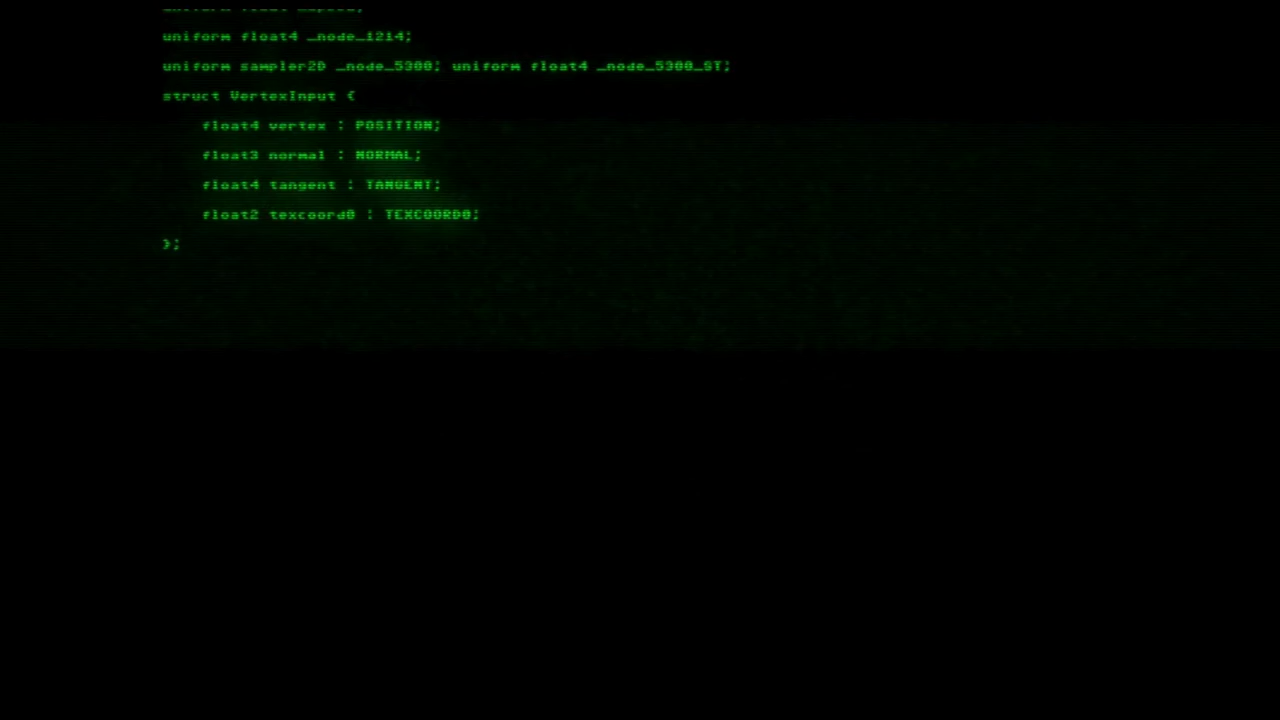 uniform float4 _node_1214;
uniform sampler2D _node_5300; uniform float4 _node_5300_ST;
struct VertexInput {
    float4 vertex : POSITION;
    float3 normal : NORMAL;
    float4 tangent : TANGENT;
    float2 texcoord0 : TEXCOORD0;
};